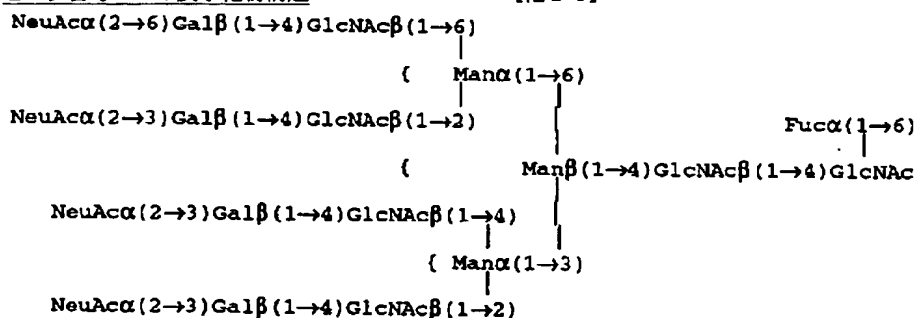 NeuAcα(2→6)Galβ(1→4)GlcNAcβ(1→6)
{ Manα(1→6)
NeuAcα(2→3)Galβ(1→4)GlcNAcβ(1→2)
Fucα(1→6)
{ Manβ(1→4)GlcNAcβ(1→4)GlcNAc
NeuAcα(2→3)Galβ(1→4)GlcNAcβ(1→4)
{ Manα(1→3)
NeuAcα(2→3)Galβ(1→4)GlcNAcβ(1→2)